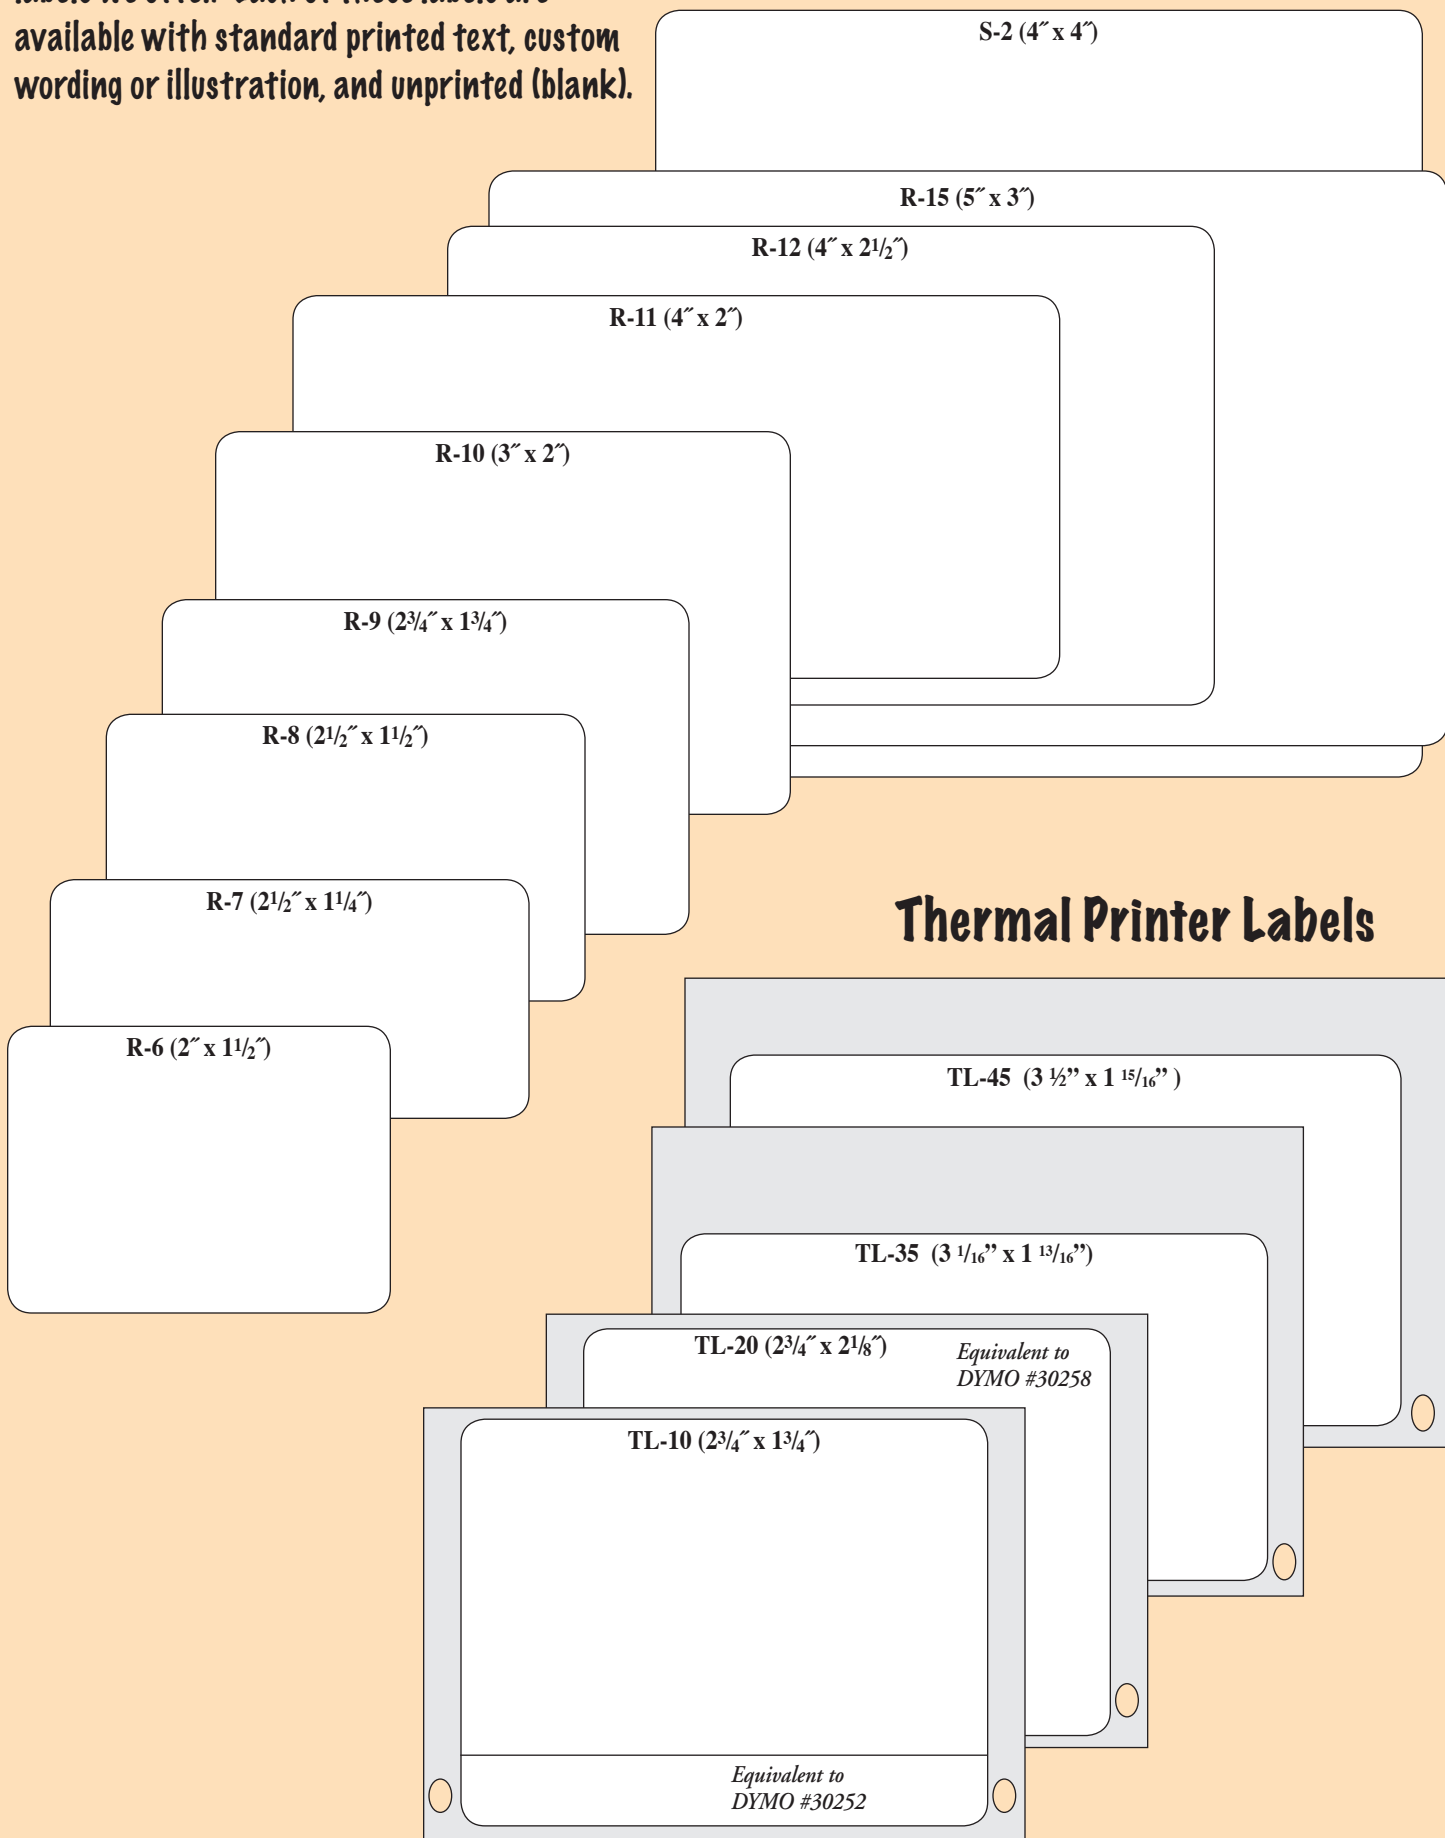 available with standard printed text, custom
wording or illustration, and unprinted (blank).
S-2 (4˝ x 4˝)
R-15 (5˝ x 3˝)
R-12 (4˝ x 21/2˝)
R-11 (4˝ x 2˝)
R-10 (3˝ x 2˝)
R-9 (23/4˝ x 13/4˝)
R-8 (21/2˝ x 11/2˝)
R-7 (21/2˝ x 11/4˝)
R-6 (2˝ x 11/2˝)
Thermal Printer Labels
TL-45 (3 ½” x 1 15/16” )
TL-35 (3 1/16” x 1 13/16”)
TL-20 (23/4˝ x 21/8˝)
Equivalent to
DYMO #30258
TL-10 (23/4˝ x 13/4˝)
Equivalent to
DYMO #30252